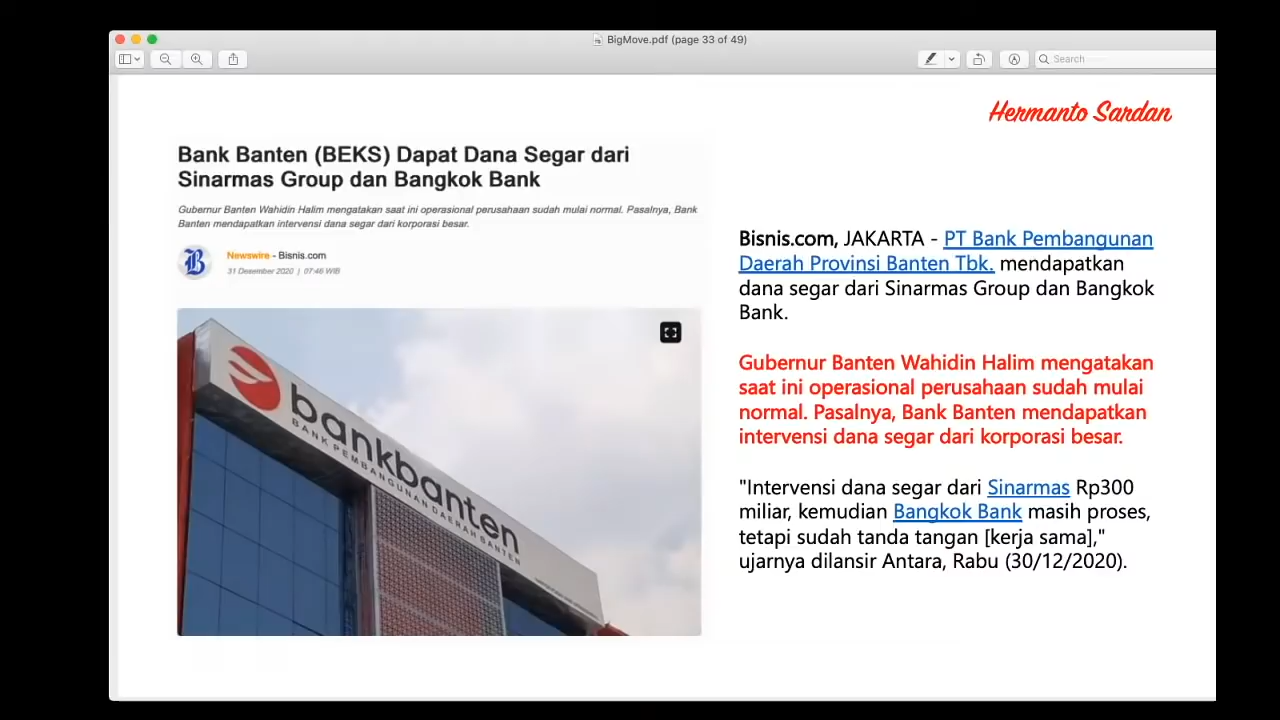 BigMove.pdf (page 33 of 49)
Search
Hermanto Sardan
Bank Banten (BEKS) Dapat Dana Segar dari
Sinarmas Group dan Bangkok Bank
Gubernur Banten Wahidin Halim mengatakan saat ini operasional perusahaan sudah mulai normal. Pasalnya, Bank
Banten mendapatkan intervensi dana segar dari korporasi besar.
Newswire - Bisnis.com
31 Desember 2020 | 07:46 WIB
bankbanten
BANK PEMBANGUNAN DAERAH BANTEN
Bisnis.com, JAKARTA - PT Bank Pembangunan
Daerah Provinsi Banten Tbk. mendapatkan
dana segar dari Sinarmas Group dan Bangkok
Bank.
Gubernur Banten Wahidin Halim mengatakan
saat ini operasional perusahaan sudah mulai
normal. Pasalnya, Bank Banten mendapatkan
intervensi dana segar dari korporasi besar.
"Intervensi dana segar dari Sinarmas Rp300
miliar, kemudian Bangkok Bank masih proses,
tetapi sudah tanda tangan [kerja sama],"
ujarnya dilansir Antara, Rabu (30/12/2020).